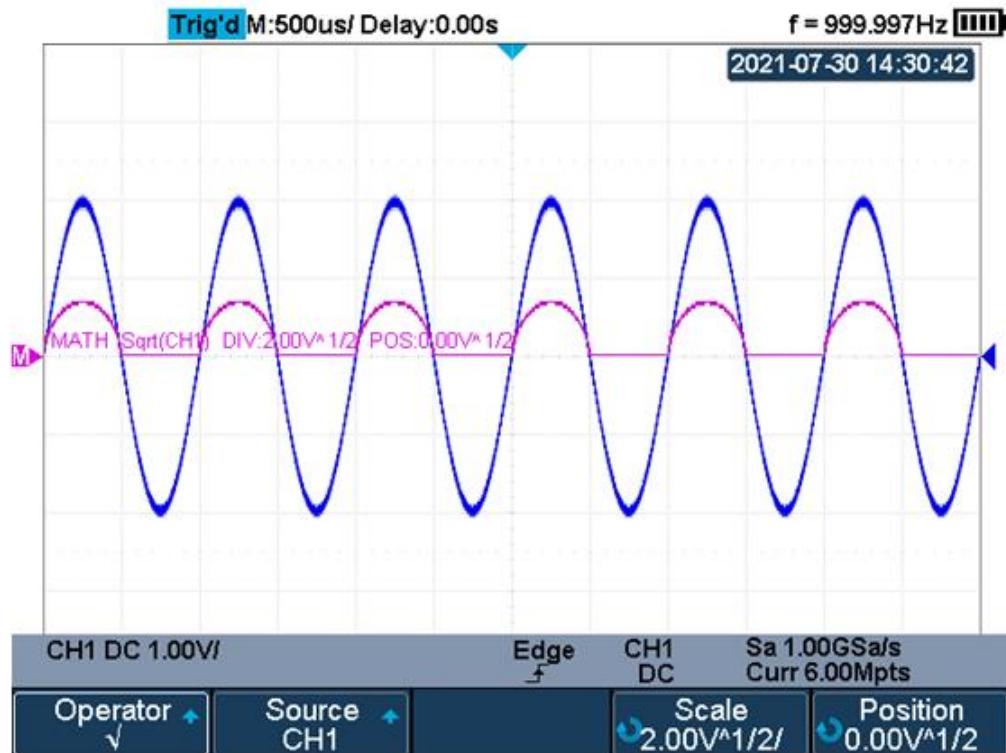 Trig'd M:500us/ Delay:0.00s f = 999.997Hz
2021-07-30 14:30:42
MATH Sqrt(CH1) DIV:2.00V^1/2 POS:0.00V^1/2
M
CH1 DC 1.00V/ Edge CH1 Sa 1.00GSa/s
DC Curr 6.00Mpts
Operator Source Scale Position
√ CH1 2.00V^1/2/ 0.00V^1/2